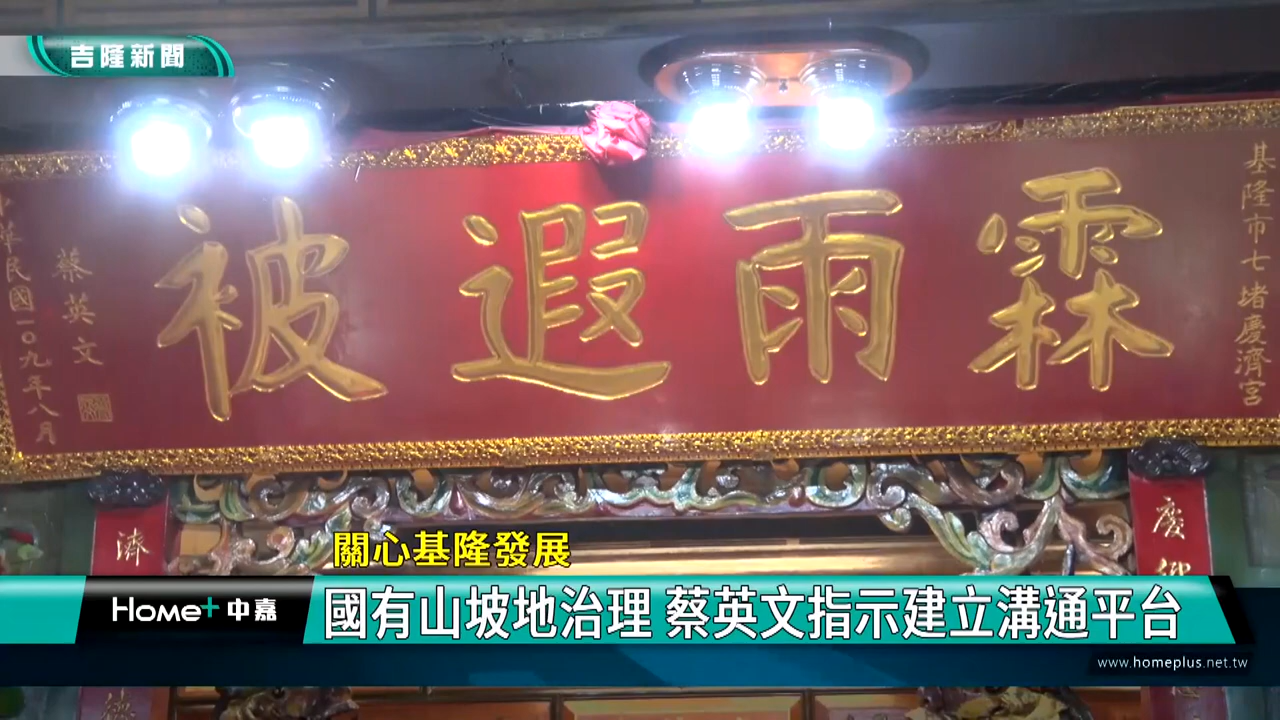 吉隆新聞
基隆市七堵慶濟宮
霖雨遐被
蔡英文
中華民國一〇九年八月
濟
慶
德
關心基隆發展
Home+中嘉
國有山坡地治理 蔡英文指示建立溝通平台
www.homeplus.net.tw